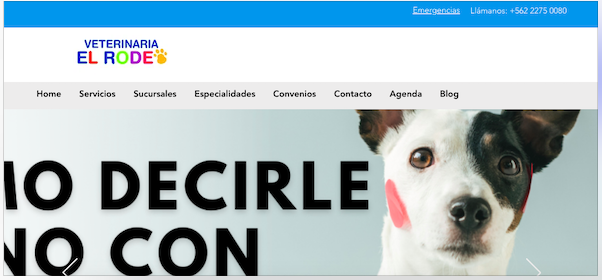 Emergencias Llámanos: +562 2275 0080
VETERINARIA
EL RODEO
Home Servicios Sucursales Especialidades Convenios Contacto Agenda Blog
MO DECIRLE
NO CON